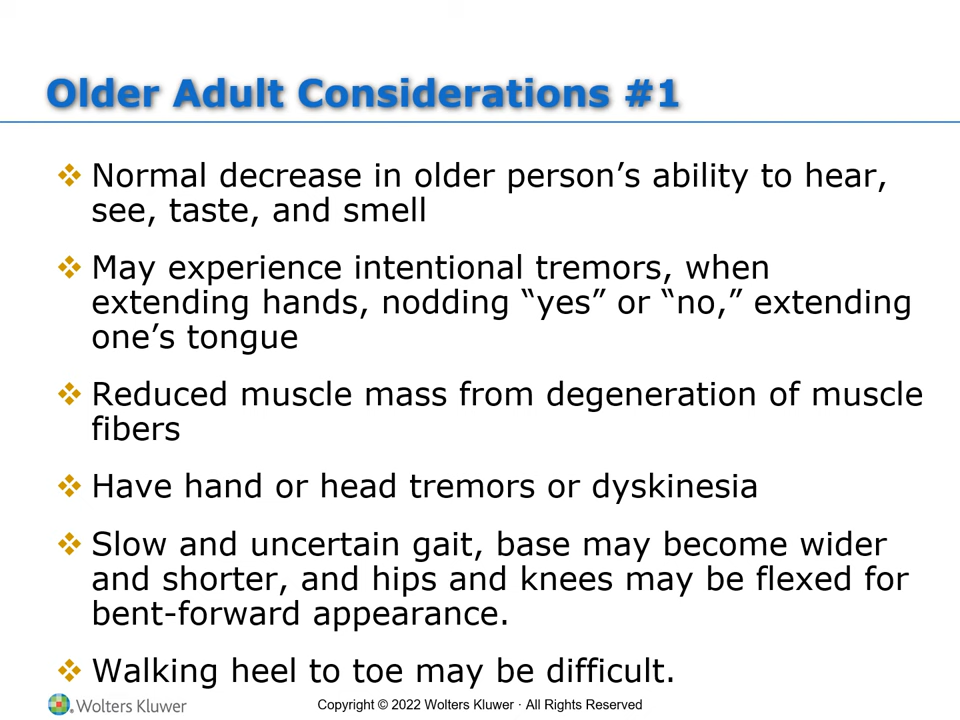 Older Adult Considerations #1
❖ Normal decrease in older person’s ability to hear,
see, taste, and smell
❖ May experience intentional tremors, when
extending hands, nodding “yes” or “no,” extending
one’s tongue
❖ Reduced muscle mass from degeneration of muscle
fibers
❖ Have hand or head tremors or dyskinesia
❖ Slow and uncertain gait, base may become wider
and shorter, and hips and knees may be flexed for
bent-forward appearance.
❖ Walking heel to toe may be difficult.
Wolters Kluwer
Copyright © 2022 Wolters Kluwer · All Rights Reserved